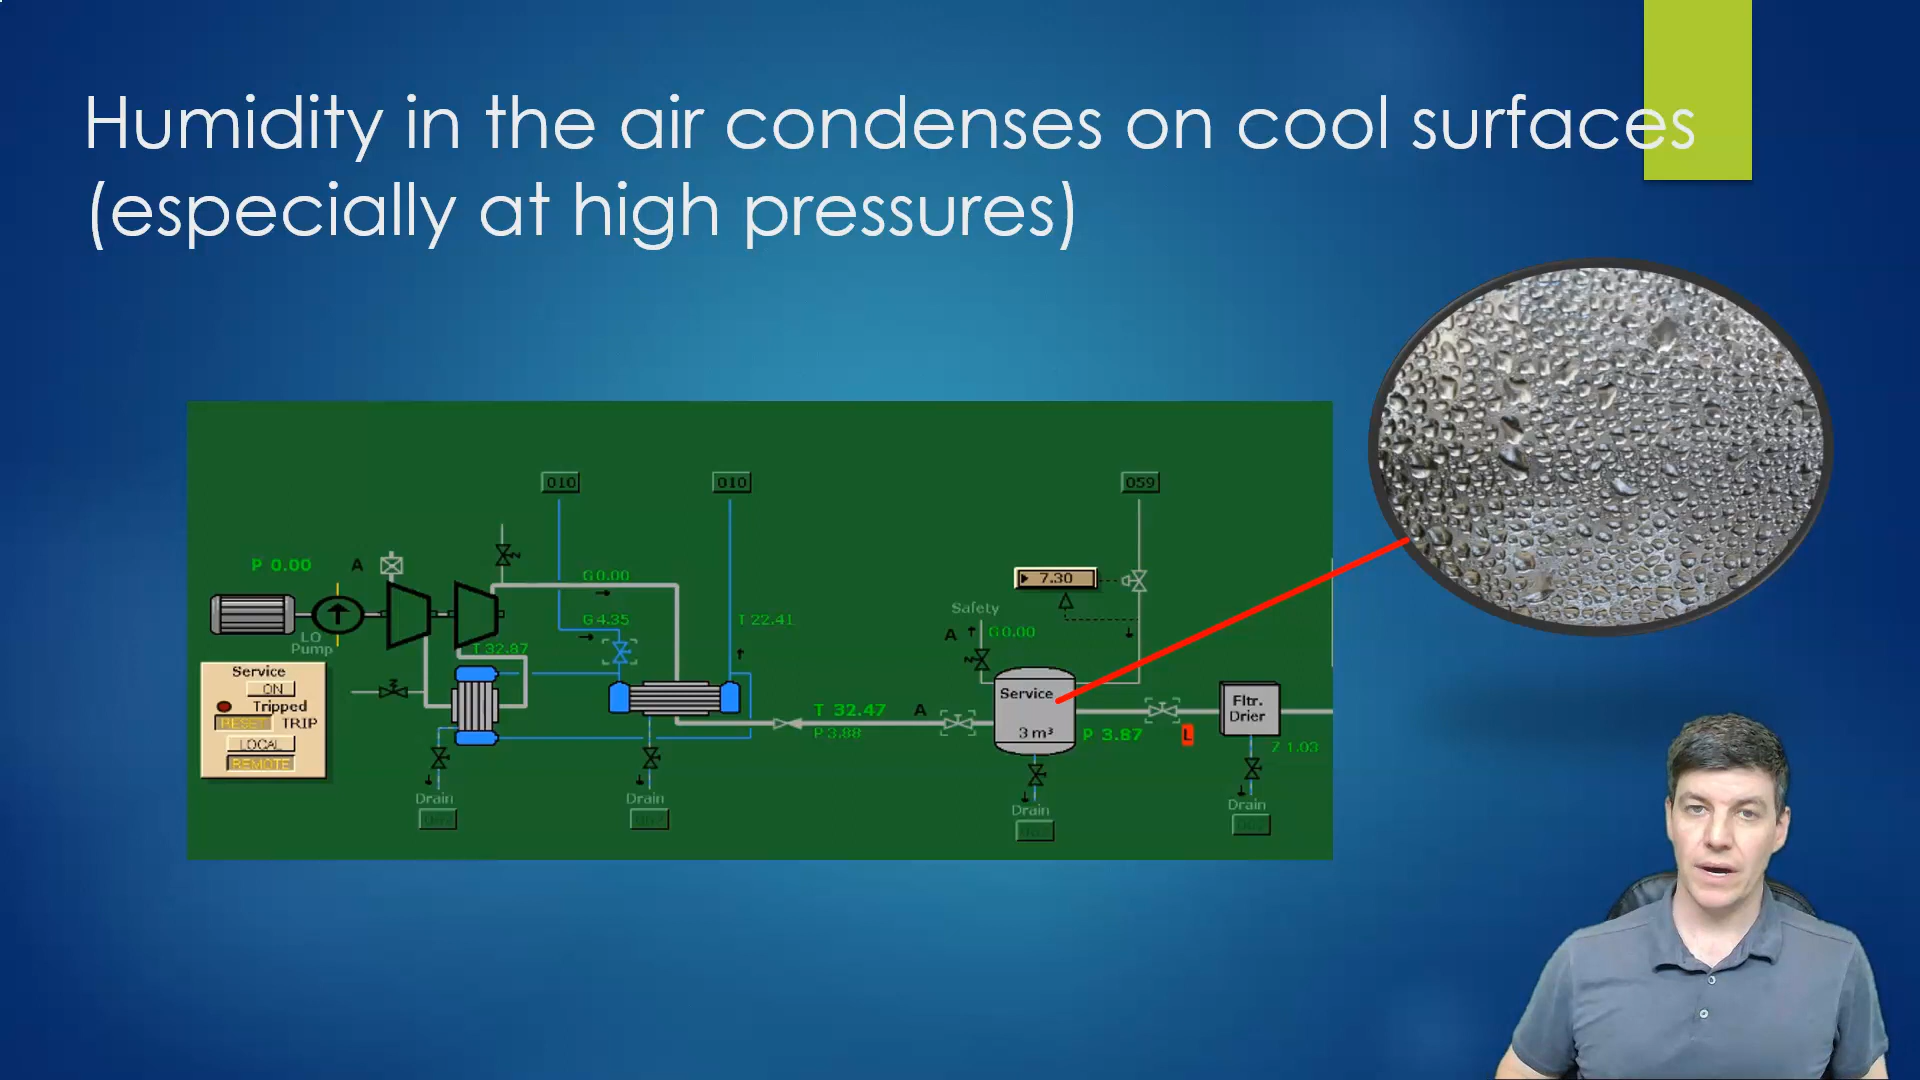 Humidity in the air condenses on cool surfaces
(especially at high pressures)
010
010
059
P 0.00
A
G 0.00
7.30
LO
Pump
G 4.35
T 22.41
Safety
A
G 0.00
T 32.87
Service
ON
Tripped
RESET TRIP
LOCAL
REMOTE
T 32.47
A
P 3.88
Service
3 m³
P 3.87
L
Fltr.
Drier
Z 1.03
Drain
Drain
Drain
Drain